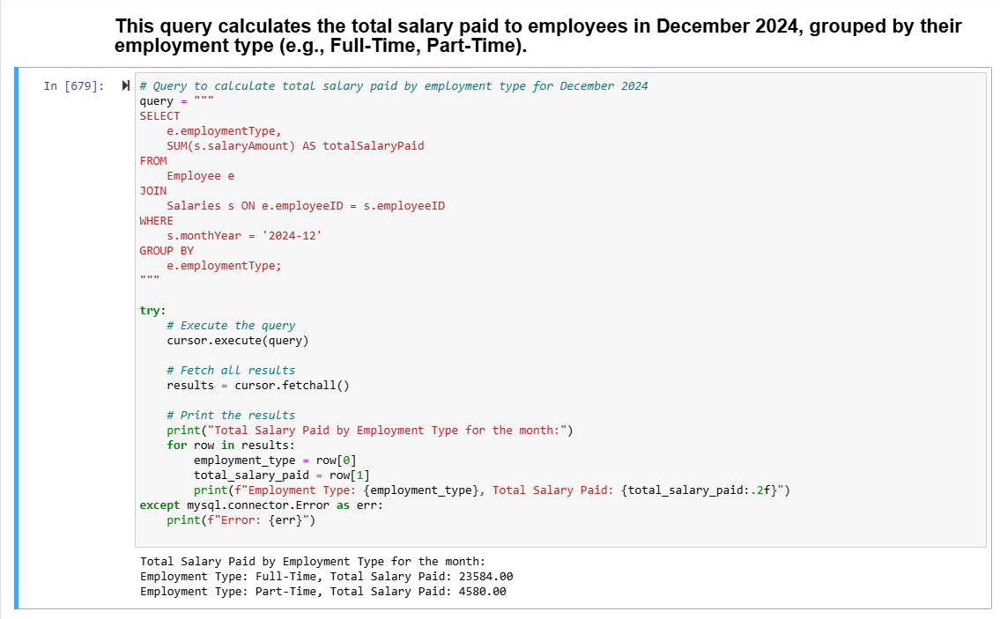 This query calculates the total salary paid to employees in December 2024, grouped by their
employment type (e.g., Full-Time, Part-Time).
In [679]:
# Query to calculate total salary paid by employment type for December 2024
query = """
SELECT
    e.employmentType,
    SUM(s.salaryAmount) AS totalSalaryPaid
FROM
    Employee e
JOIN
    Salaries s ON e.employeeID = s.employeeID
WHERE
    s.monthYear = '2024-12'
GROUP BY
    e.employmentType;
"""
try:
    # Execute the query
    cursor.execute(query)
    # Fetch all results
    results = cursor.fetchall()
    # Print the results
    print("Total Salary Paid by Employment Type for the month:")
    for row in results:
        employment_type = row[0]
        total_salary_paid = row[1]
        print(f"Employment Type: {employment_type}, Total Salary Paid: {total_salary_paid:.2f}")
except mysql.connector.Error as err:
    print(f"Error: {err}")
Total Salary Paid by Employment Type for the month:
Employment Type: Full-Time, Total Salary Paid: 23584.00
Employment Type: Part-Time, Total Salary Paid: 4580.00